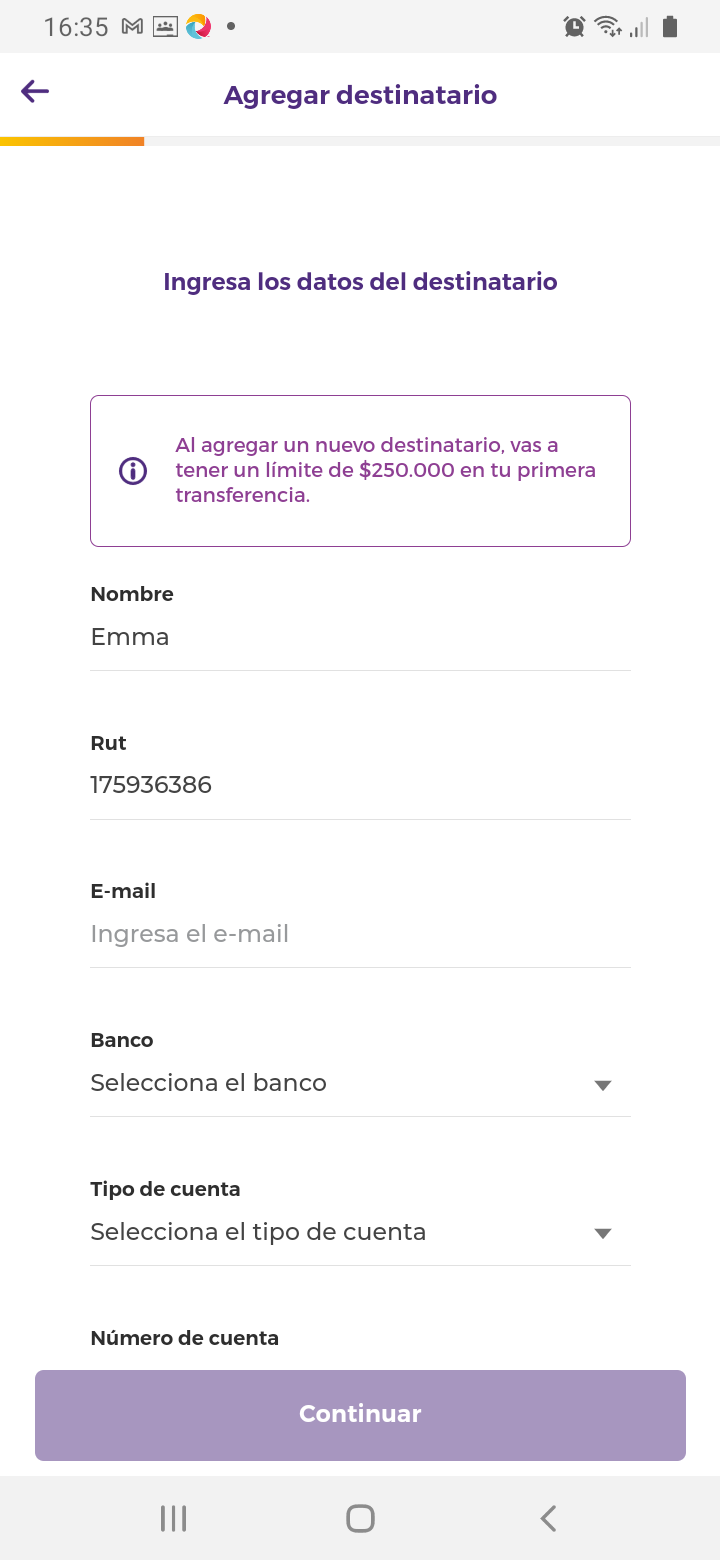 16:35
Agregar destinatario
Ingresa los datos del destinatario
Al agregar un nuevo destinatario, vas a
tener un límite de $250.000 en tu primera
transferencia.
Nombre
Emma
Rut
175936386
E-mail
Ingresa el e-mail
Banco
Selecciona el banco
Tipo de cuenta
Selecciona el tipo de cuenta
Número de cuenta
Continuar